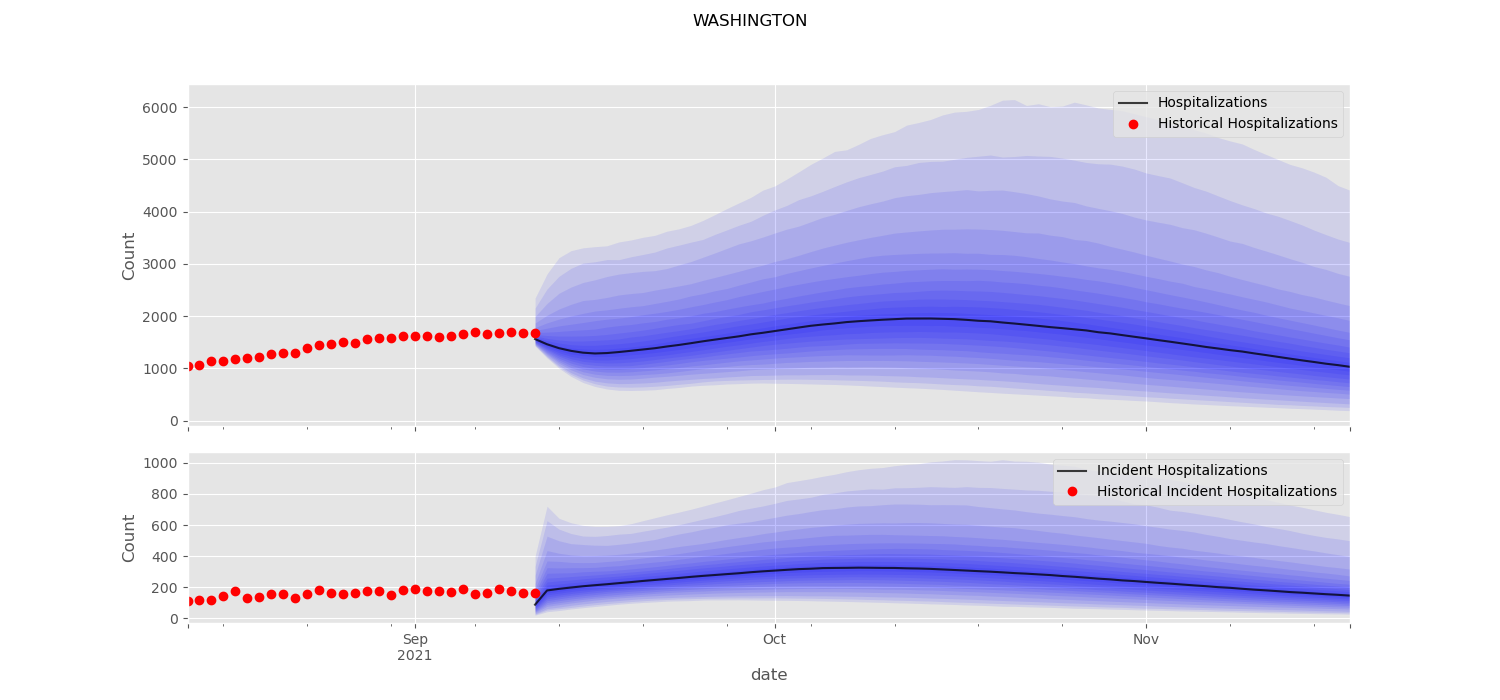 WASHINGTON
6000
5000
4000
3000
2000
1000
0
Count
Hospitalizations
Historical Hospitalizations
1000
800
600
400
200
0
Count
Incident Hospitalizations
Historical Incident Hospitalizations
Sep
2021
Oct
Nov
date